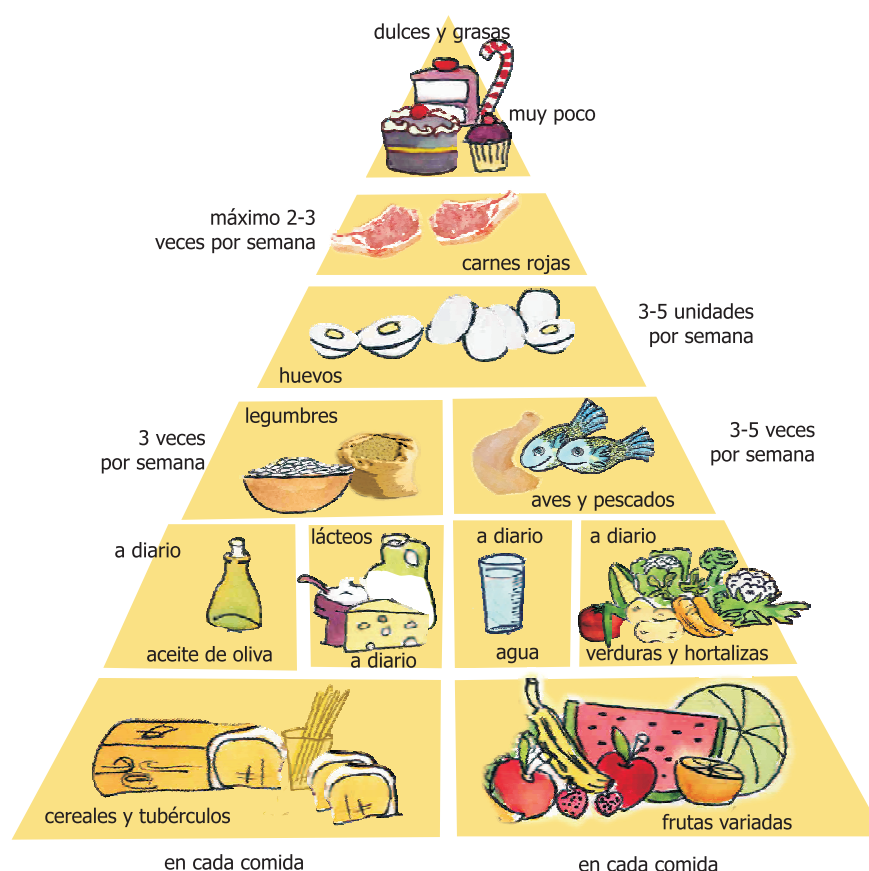 dulces y grasas
muy poco
máximo 2-3
veces por semana
carnes rojas
3-5 unidades
por semana
huevos
legumbres
3 veces
por semana
3-5 veces
por semana
aves y pescados
a diario
aceite de oliva
lácteos
a diario
a diario
agua
a diario
verduras y hortalizas
cereales y tubérculos
en cada comida
frutas variadas
en cada comida